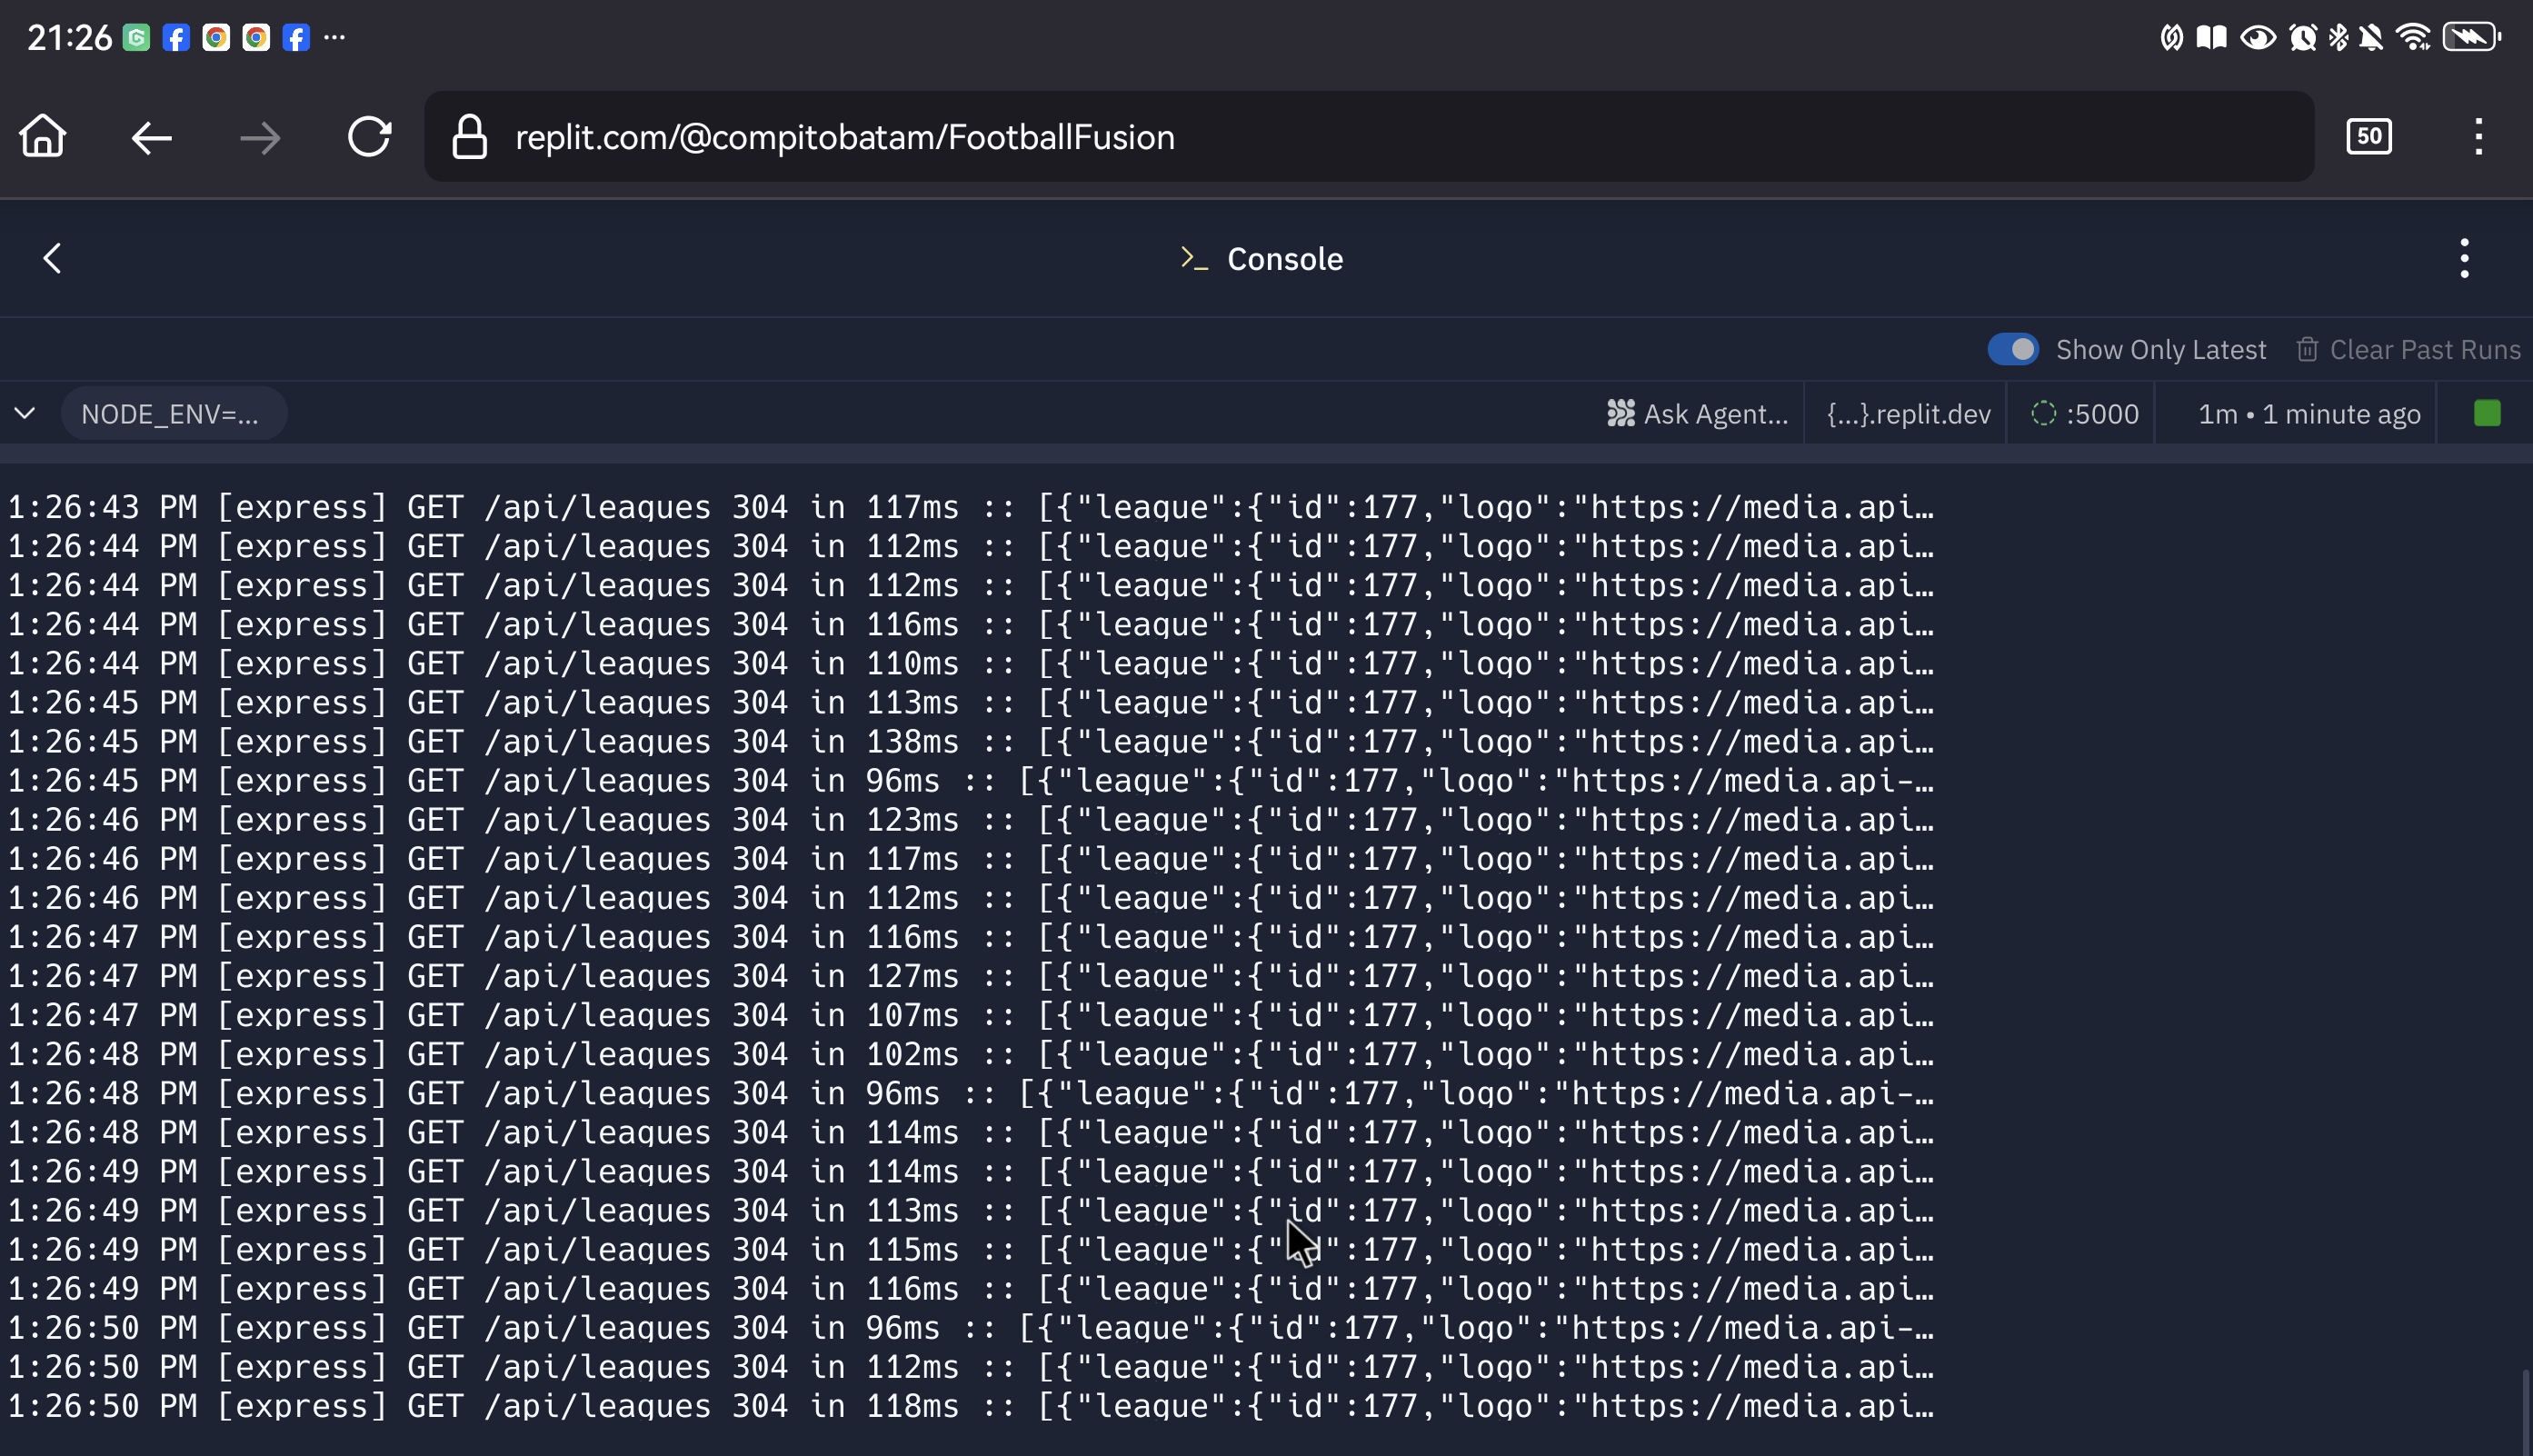 21:26
50
replit.com/@compitobatam/FootballFusion
>_ Console
Show Only Latest Clear Past Runs
NODE_ENV=... Ask Agent... {...}.replit.dev :5000 1m • 1 minute ago
1:26:43 PM [express] GET /api/leagues 304 in 117ms :: [{"league":{"id":177,"logo":"https://media.api…
1:26:44 PM [express] GET /api/leagues 304 in 112ms :: [{"league":{"id":177,"logo":"https://media.api…
1:26:44 PM [express] GET /api/leagues 304 in 112ms :: [{"league":{"id":177,"logo":"https://media.api…
1:26:44 PM [express] GET /api/leagues 304 in 116ms :: [{"league":{"id":177,"logo":"https://media.api…
1:26:44 PM [express] GET /api/leagues 304 in 110ms :: [{"league":{"id":177,"logo":"https://media.api…
1:26:45 PM [express] GET /api/leagues 304 in 113ms :: [{"league":{"id":177,"logo":"https://media.api…
1:26:45 PM [express] GET /api/leagues 304 in 138ms :: [{"league":{"id":177,"logo":"https://media.api…
1:26:45 PM [express] GET /api/leagues 304 in 96ms :: [{"league":{"id":177,"logo":"https://media.api-…
1:26:46 PM [express] GET /api/leagues 304 in 123ms :: [{"league":{"id":177,"logo":"https://media.api…
1:26:46 PM [express] GET /api/leagues 304 in 117ms :: [{"league":{"id":177,"logo":"https://media.api…
1:26:46 PM [express] GET /api/leagues 304 in 112ms :: [{"league":{"id":177,"logo":"https://media.api…
1:26:47 PM [express] GET /api/leagues 304 in 116ms :: [{"league":{"id":177,"logo":"https://media.api…
1:26:47 PM [express] GET /api/leagues 304 in 127ms :: [{"league":{"id":177,"logo":"https://media.api…
1:26:47 PM [express] GET /api/leagues 304 in 107ms :: [{"league":{"id":177,"logo":"https://media.api…
1:26:48 PM [express] GET /api/leagues 304 in 102ms :: [{"league":{"id":177,"logo":"https://media.api…
1:26:48 PM [express] GET /api/leagues 304 in 96ms :: [{"league":{"id":177,"logo":"https://media.api-…
1:26:48 PM [express] GET /api/leagues 304 in 114ms :: [{"league":{"id":177,"logo":"https://media.api…
1:26:49 PM [express] GET /api/leagues 304 in 114ms :: [{"league":{"id":177,"logo":"https://media.api…
1:26:49 PM [express] GET /api/leagues 304 in 113ms :: [{"league":{"id":177,"logo":"https://media.api…
1:26:49 PM [express] GET /api/leagues 304 in 115ms :: [{"league":{"id":177,"logo":"https://media.api…
1:26:49 PM [express] GET /api/leagues 304 in 116ms :: [{"league":{"id":177,"logo":"https://media.api…
1:26:50 PM [express] GET /api/leagues 304 in 96ms :: [{"league":{"id":177,"logo":"https://media.api-…
1:26:50 PM [express] GET /api/leagues 304 in 112ms :: [{"league":{"id":177,"logo":"https://media.api…
1:26:50 PM [express] GET /api/leagues 304 in 118ms :: [{"league":{"id":177,"logo":"https://media.api…